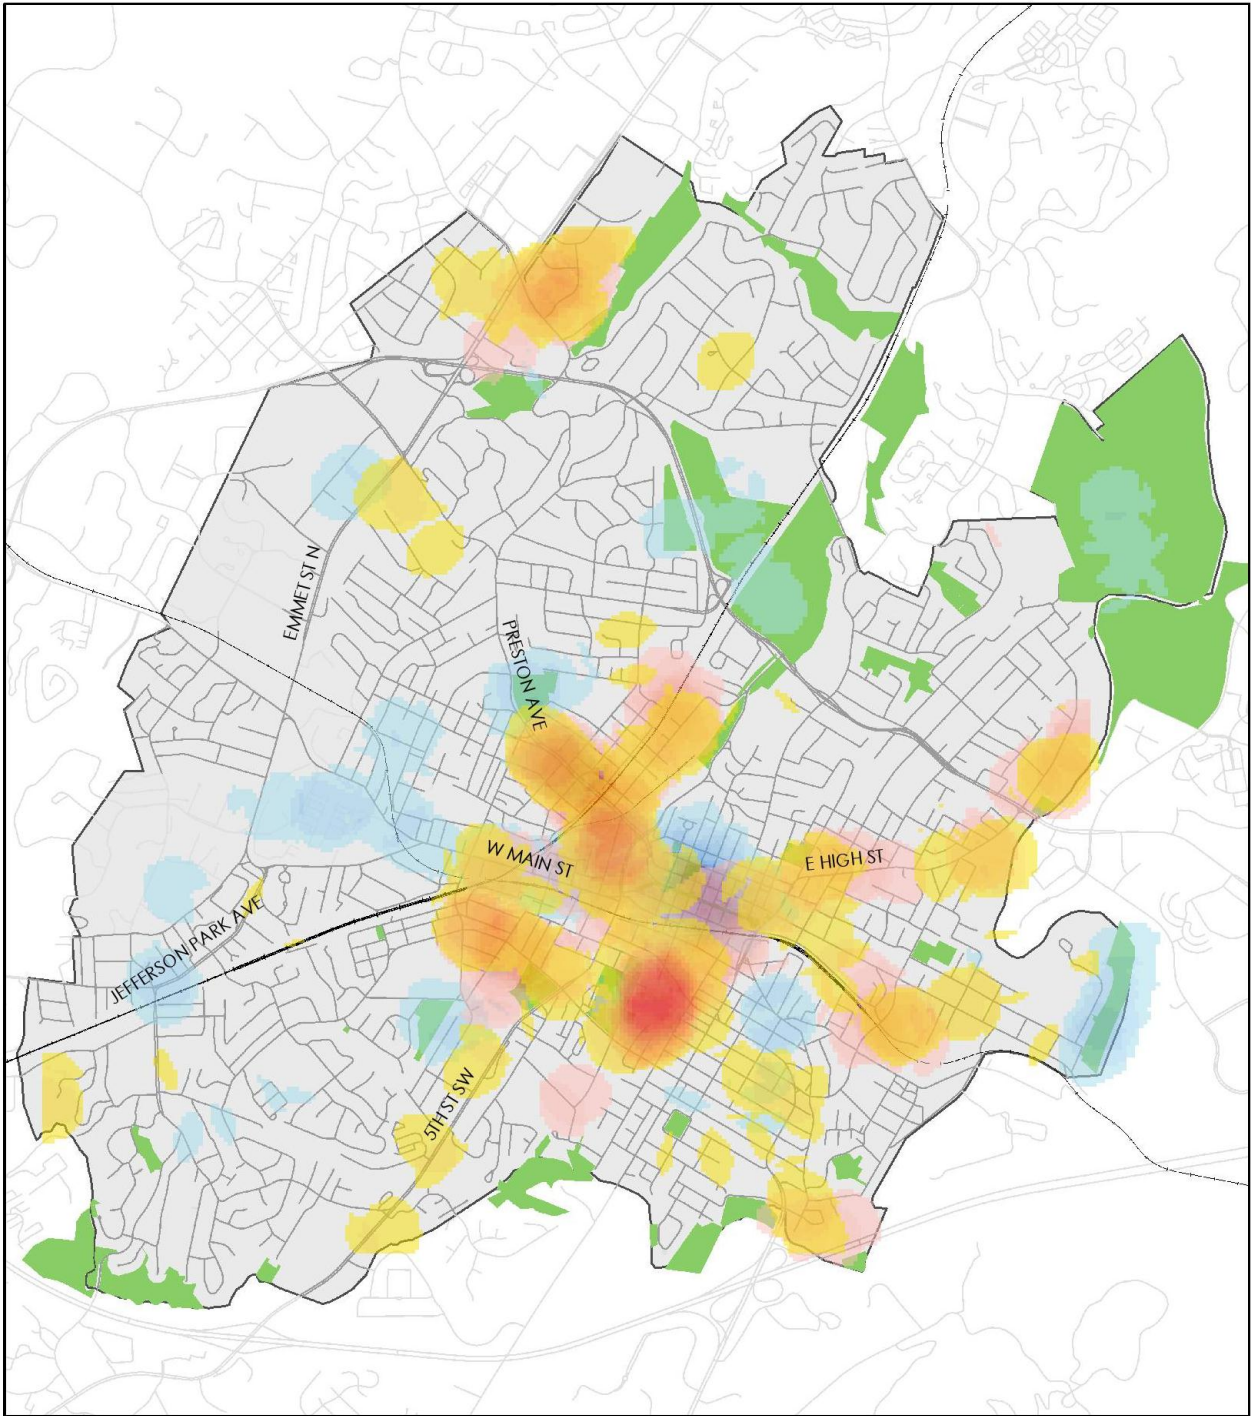 EMMET ST N
PRESTON AVE
W MAIN ST
E HIGH ST
JEFFERSON PARK AVE
5TH ST SW